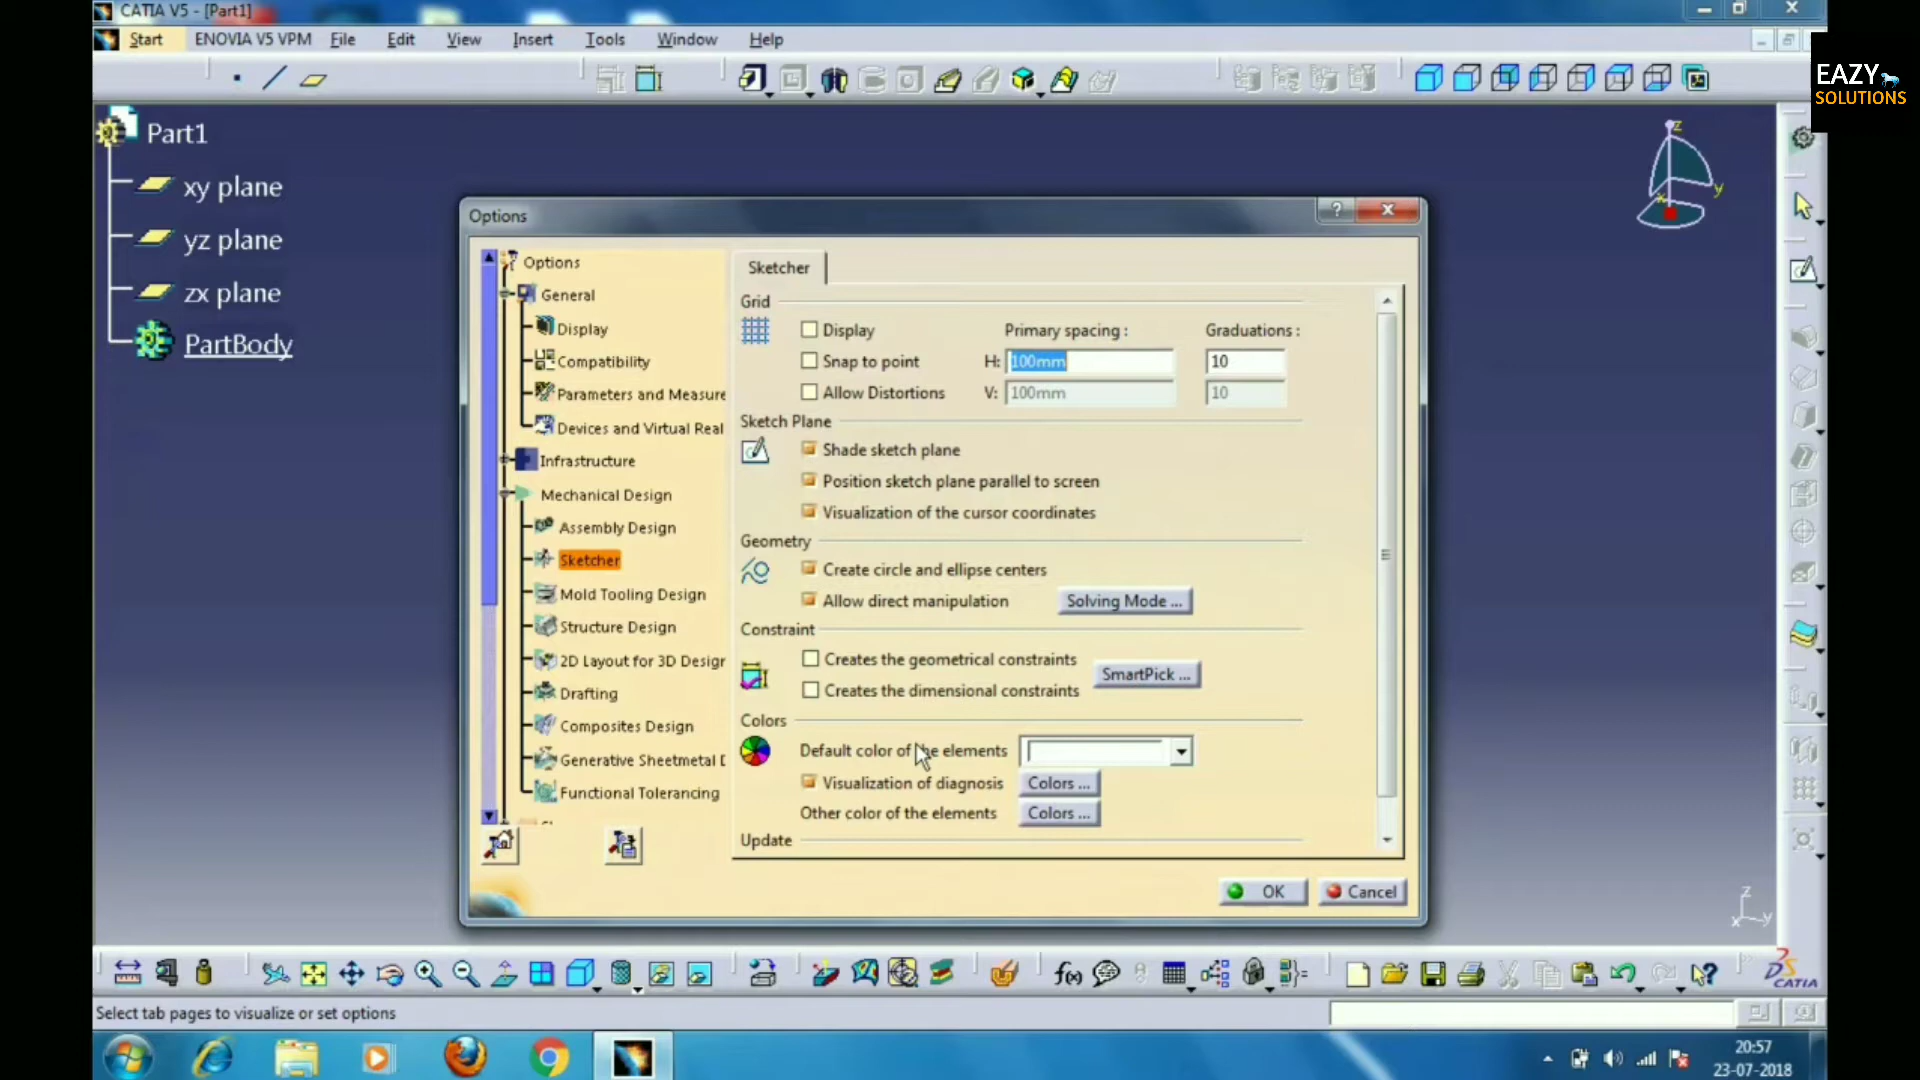 CATIA V5 - [Part1]
Start ENOVIA V5 VPM File Edit View Insert Tools Window Help
EAZY
SOLUTIONS
Part1
xy plane
yz plane
zx plane
PartBody
z
y
x
Options
?
Options
General
Display
Compatibility
Parameters and Measure
Devices and Virtual Real
Infrastructure
Mechanical Design
Assembly Design
Sketcher
Mold Tooling Design
Structure Design
2D Layout for 3D Design
Drafting
Composites Design
Generative Sheetmetal D
Functional Tolerancing
Sketcher
Grid
Display Primary spacing : Graduations :
Snap to point H: 100mm 10
Allow Distortions V: 100mm 10
Sketch Plane
Shade sketch plane
Position sketch plane parallel to screen
Visualization of the cursor coordinates
Geometry
Create circle and ellipse centers
Allow direct manipulation Solving Mode ...
Constraint
Creates the geometrical constraints
SmartPick ...
Creates the dimensional constraints
Colors
Default color of the elements
Visualization of diagnosis Colors ...
Other color of the elements Colors ...
Update
OK Cancel
z
x y
f(x)
CATIA
Select tab pages to visualize or set options
20:57
23-07-2018